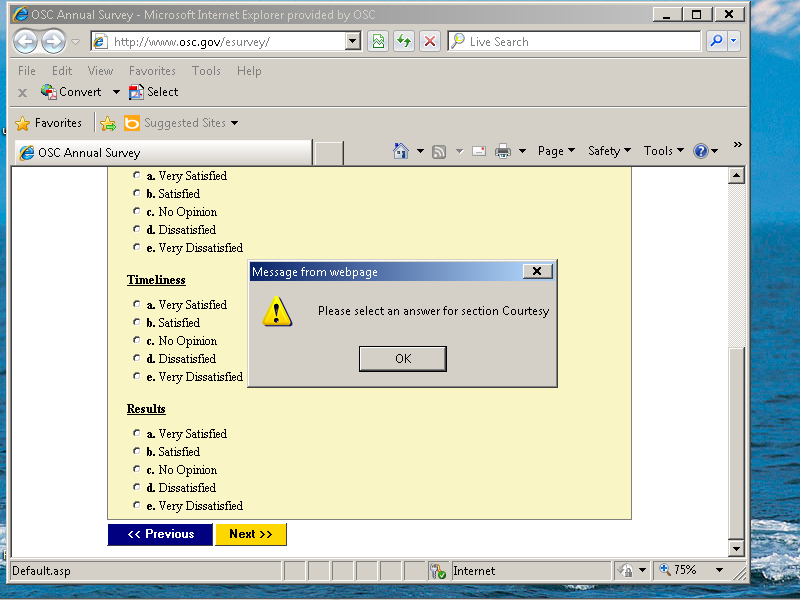 OSC Annual Survey - Microsoft Internet Explorer provided by OSC
http://www.osc.gov/esurvey/
Live Search
File Edit View Favorites Tools Help
x Convert Select
Favorites Suggested Sites
OSC Annual Survey
Page Safety Tools »
a. Very Satisfied
b. Satisfied
c. No Opinion
d. Dissatisfied
e. Very Dissatisfied
Timeliness
a. Very Satisfied
b. Satisfied
c. No Opinion
d. Dissatisfied
e. Very Dissatisfied
Message from webpage
Please select an answer for section Courtesy
OK
Results
a. Very Satisfied
b. Satisfied
c. No Opinion
d. Dissatisfied
e. Very Dissatisfied
<< Previous Next >>
Default.asp Internet 75%